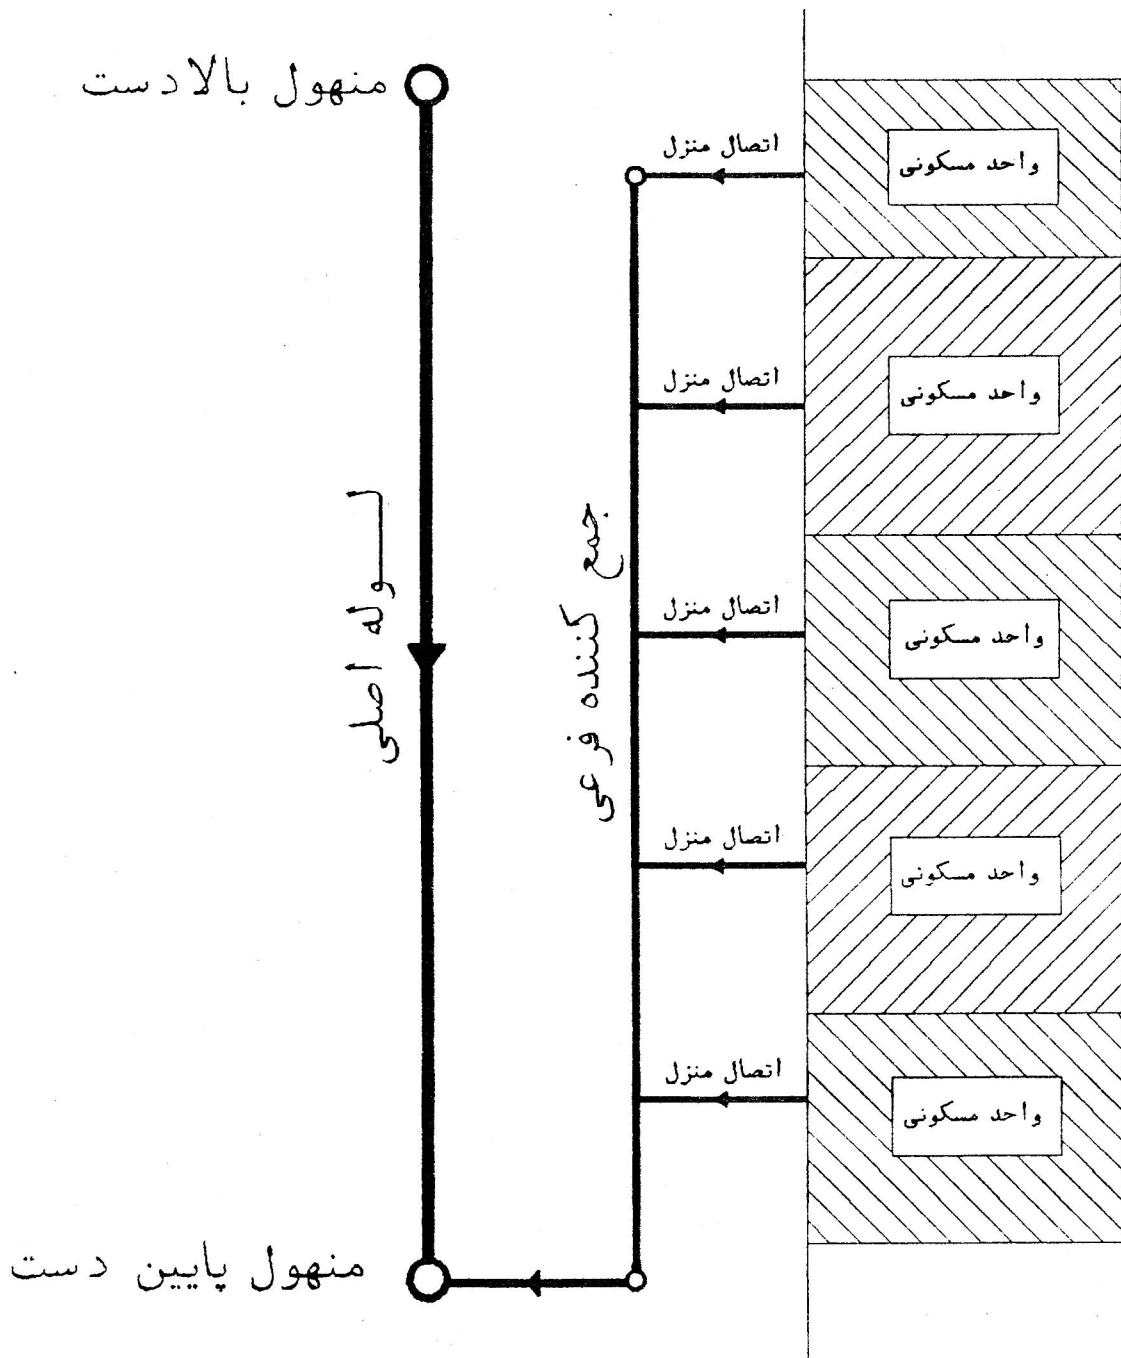 منهول بالادست
اتصال منزل
واحد مسکونی
اتصال منزل
واحد مسکونی
لوله اصلی
جمع کننده فرعی
اتصال منزل
واحد مسکونی
اتصال منزل
واحد مسکونی
اتصال منزل
واحد مسکونی
منهول پایین دست